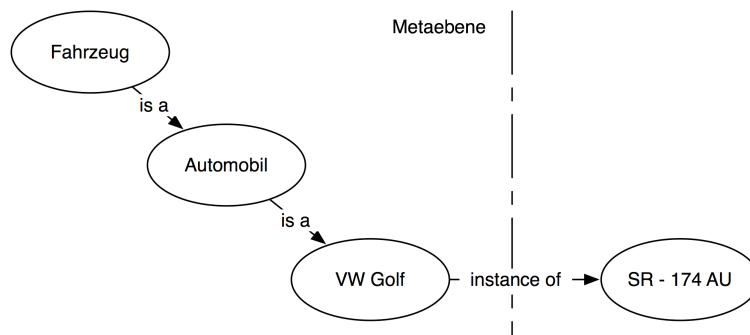 Metaebene
Fahrzeug
is a
Automobil
is a
VW Golf
instance of
SR - 174 AU